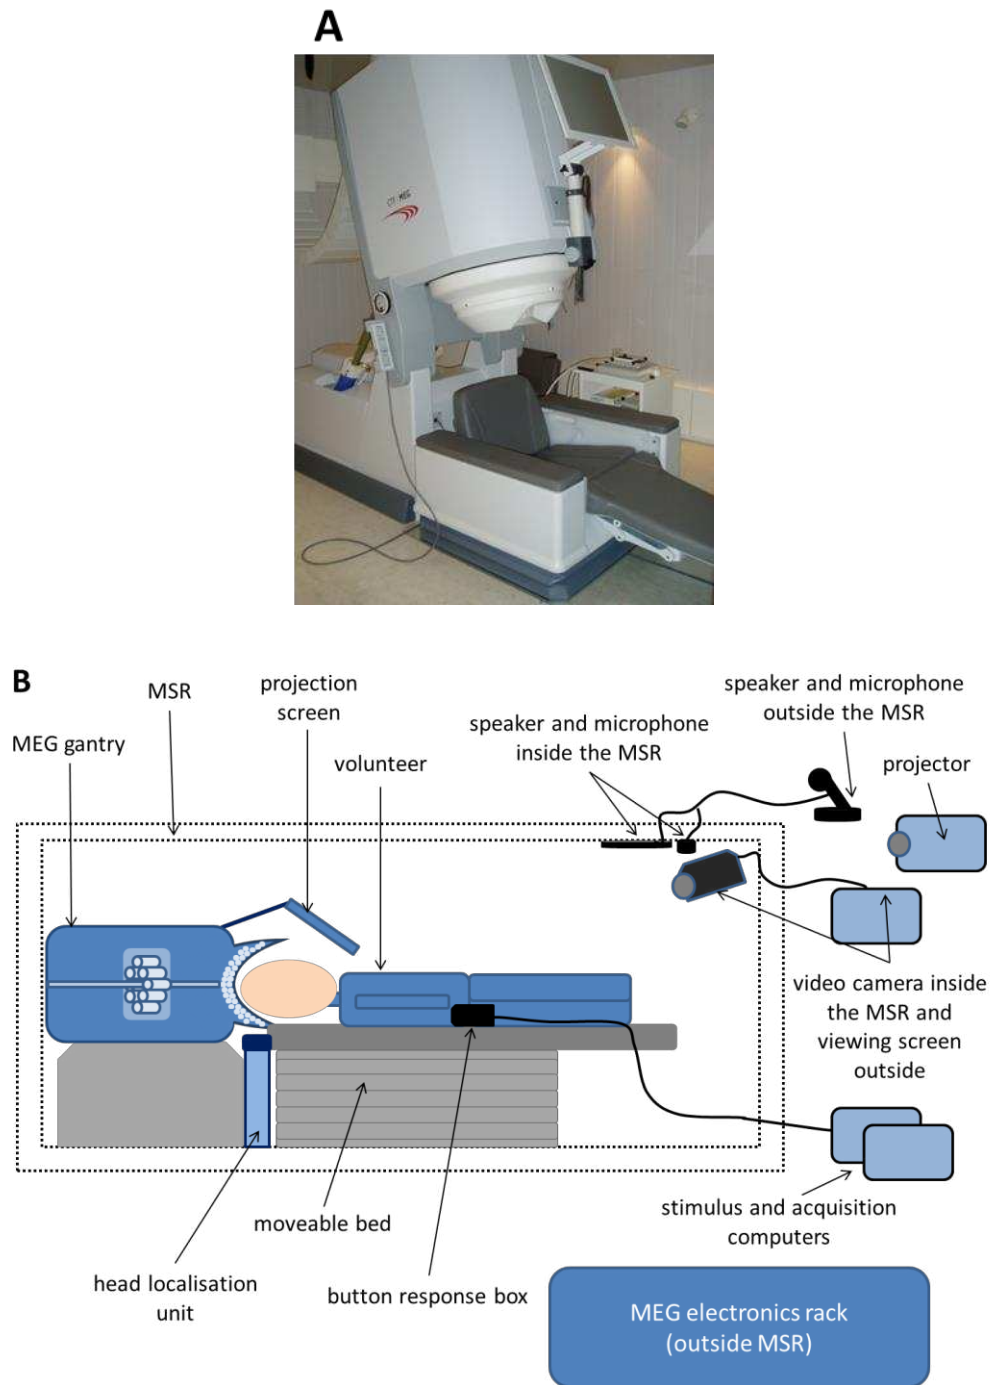 A
CTF MEG
B
MSR
projection
screen
speaker and microphone
outside the MSR
speaker and microphone
inside the MSR
MEG gantry
volunteer
projector
video camera inside
the MSR and
viewing screen
outside
stimulus and acquisition
computers
moveable bed
head localisation
unit
button response box
MEG electronics rack
(outside MSR)